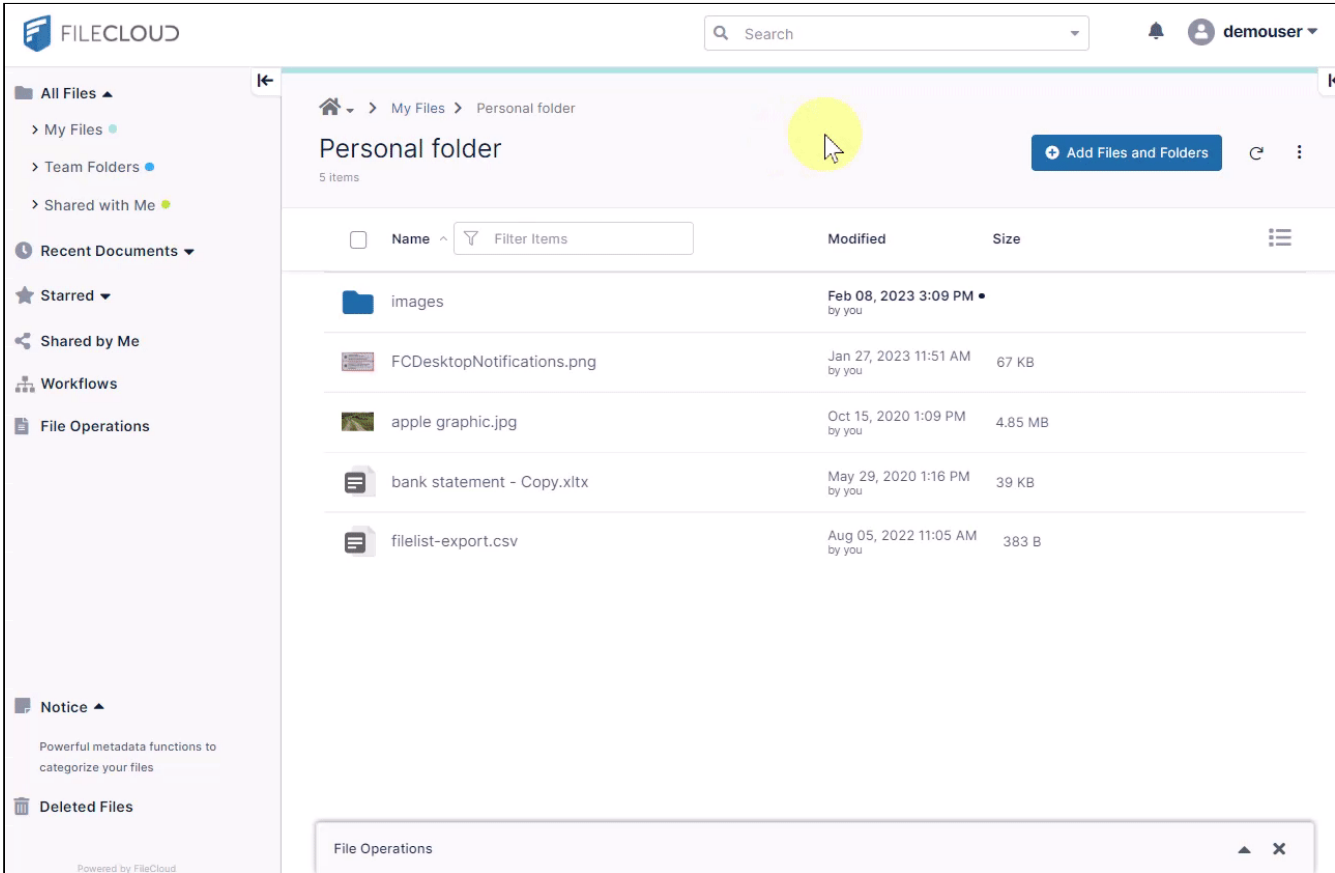 FILECLOUD
Search
demouser
All Files
My Files
Team Folders
Shared with Me
Recent Documents
Starred
Shared by Me
Workflows
File Operations
Notice
Powerful metadata functions to
categorize your files
Deleted Files
Powered by FileCloud
My Files
Personal folder
Personal folder
5 items
Add Files and Folders
Name Filter Items Modified Size
images Feb 08, 2023 3:09 PM
by you
FCDesktopNotifications.png Jan 27, 2023 11:51 AM 67 KB
by you
apple graphic.jpg Oct 15, 2020 1:09 PM 4.85 MB
by you
bank statement - Copy.xltx May 29, 2020 1:16 PM 39 KB
by you
filelist-export.csv Aug 05, 2022 11:05 AM 383 B
by you
File Operations